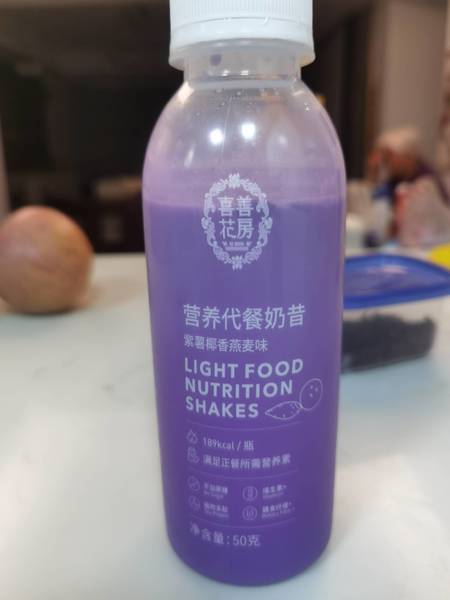 喜善
花房
营养代餐奶昔
紫薯椰香燕麦味
LIGHT FOOD
NUTRITION
SHAKES
189kcal / 瓶
满足正餐所需营养素
净含量:50克